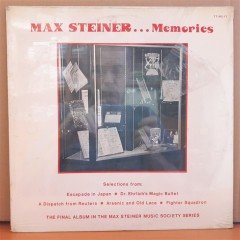 MAX STEINER...Memories
Selections from:
Escapade in Japan ★ Dr. Ehrlich's Magic Bullet
A Dispatch from Reuters ★ Arsenic and Old Lace ★ Fighter Squadron
THE FINAL ALBUM IN THE MAX STEINER MUSIC SOCIETY SERIES